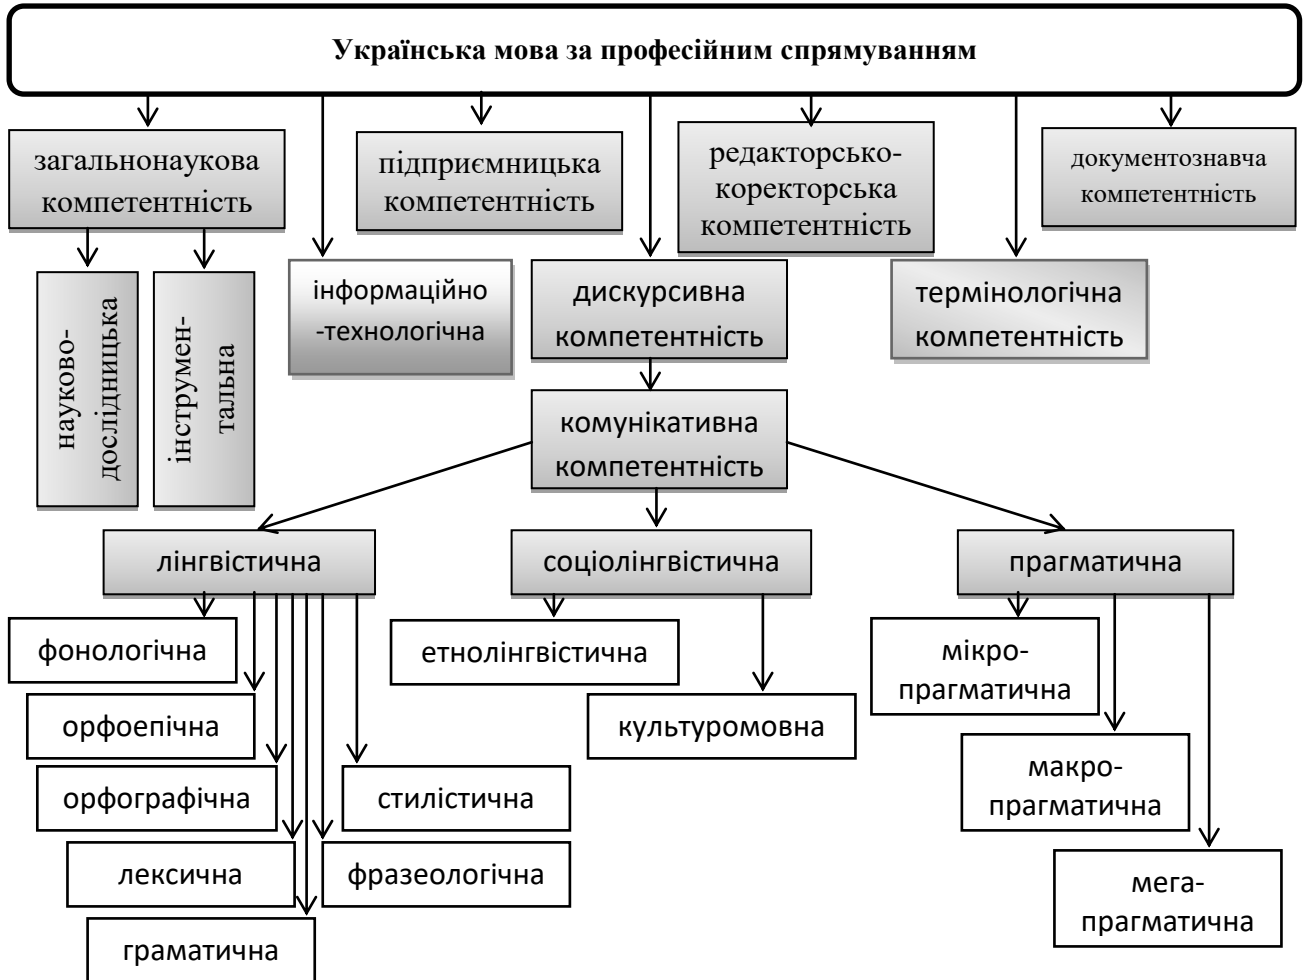 Українська мова за професійним спрямуванням
загальнонаукова
компетентність
підприємницька
компетентність
редакторсько-
коректорська
компетентність
документознавча
компетентність
науково-
дослідницька
інструмен-
тальна
інформаційно
-технологічна
дискурсивна
компетентність
термінологічна
компетентність
комунікативна
компетентність
лінгвістична
соціолінгвістична
прагматична
фонологічна
орфоепічна
орфографічна
лексична
граматична
стилістична
фразеологічна
етнолінгвістична
культуромовна
мікро-
прагматична
макро-
прагматична
мега-
прагматична